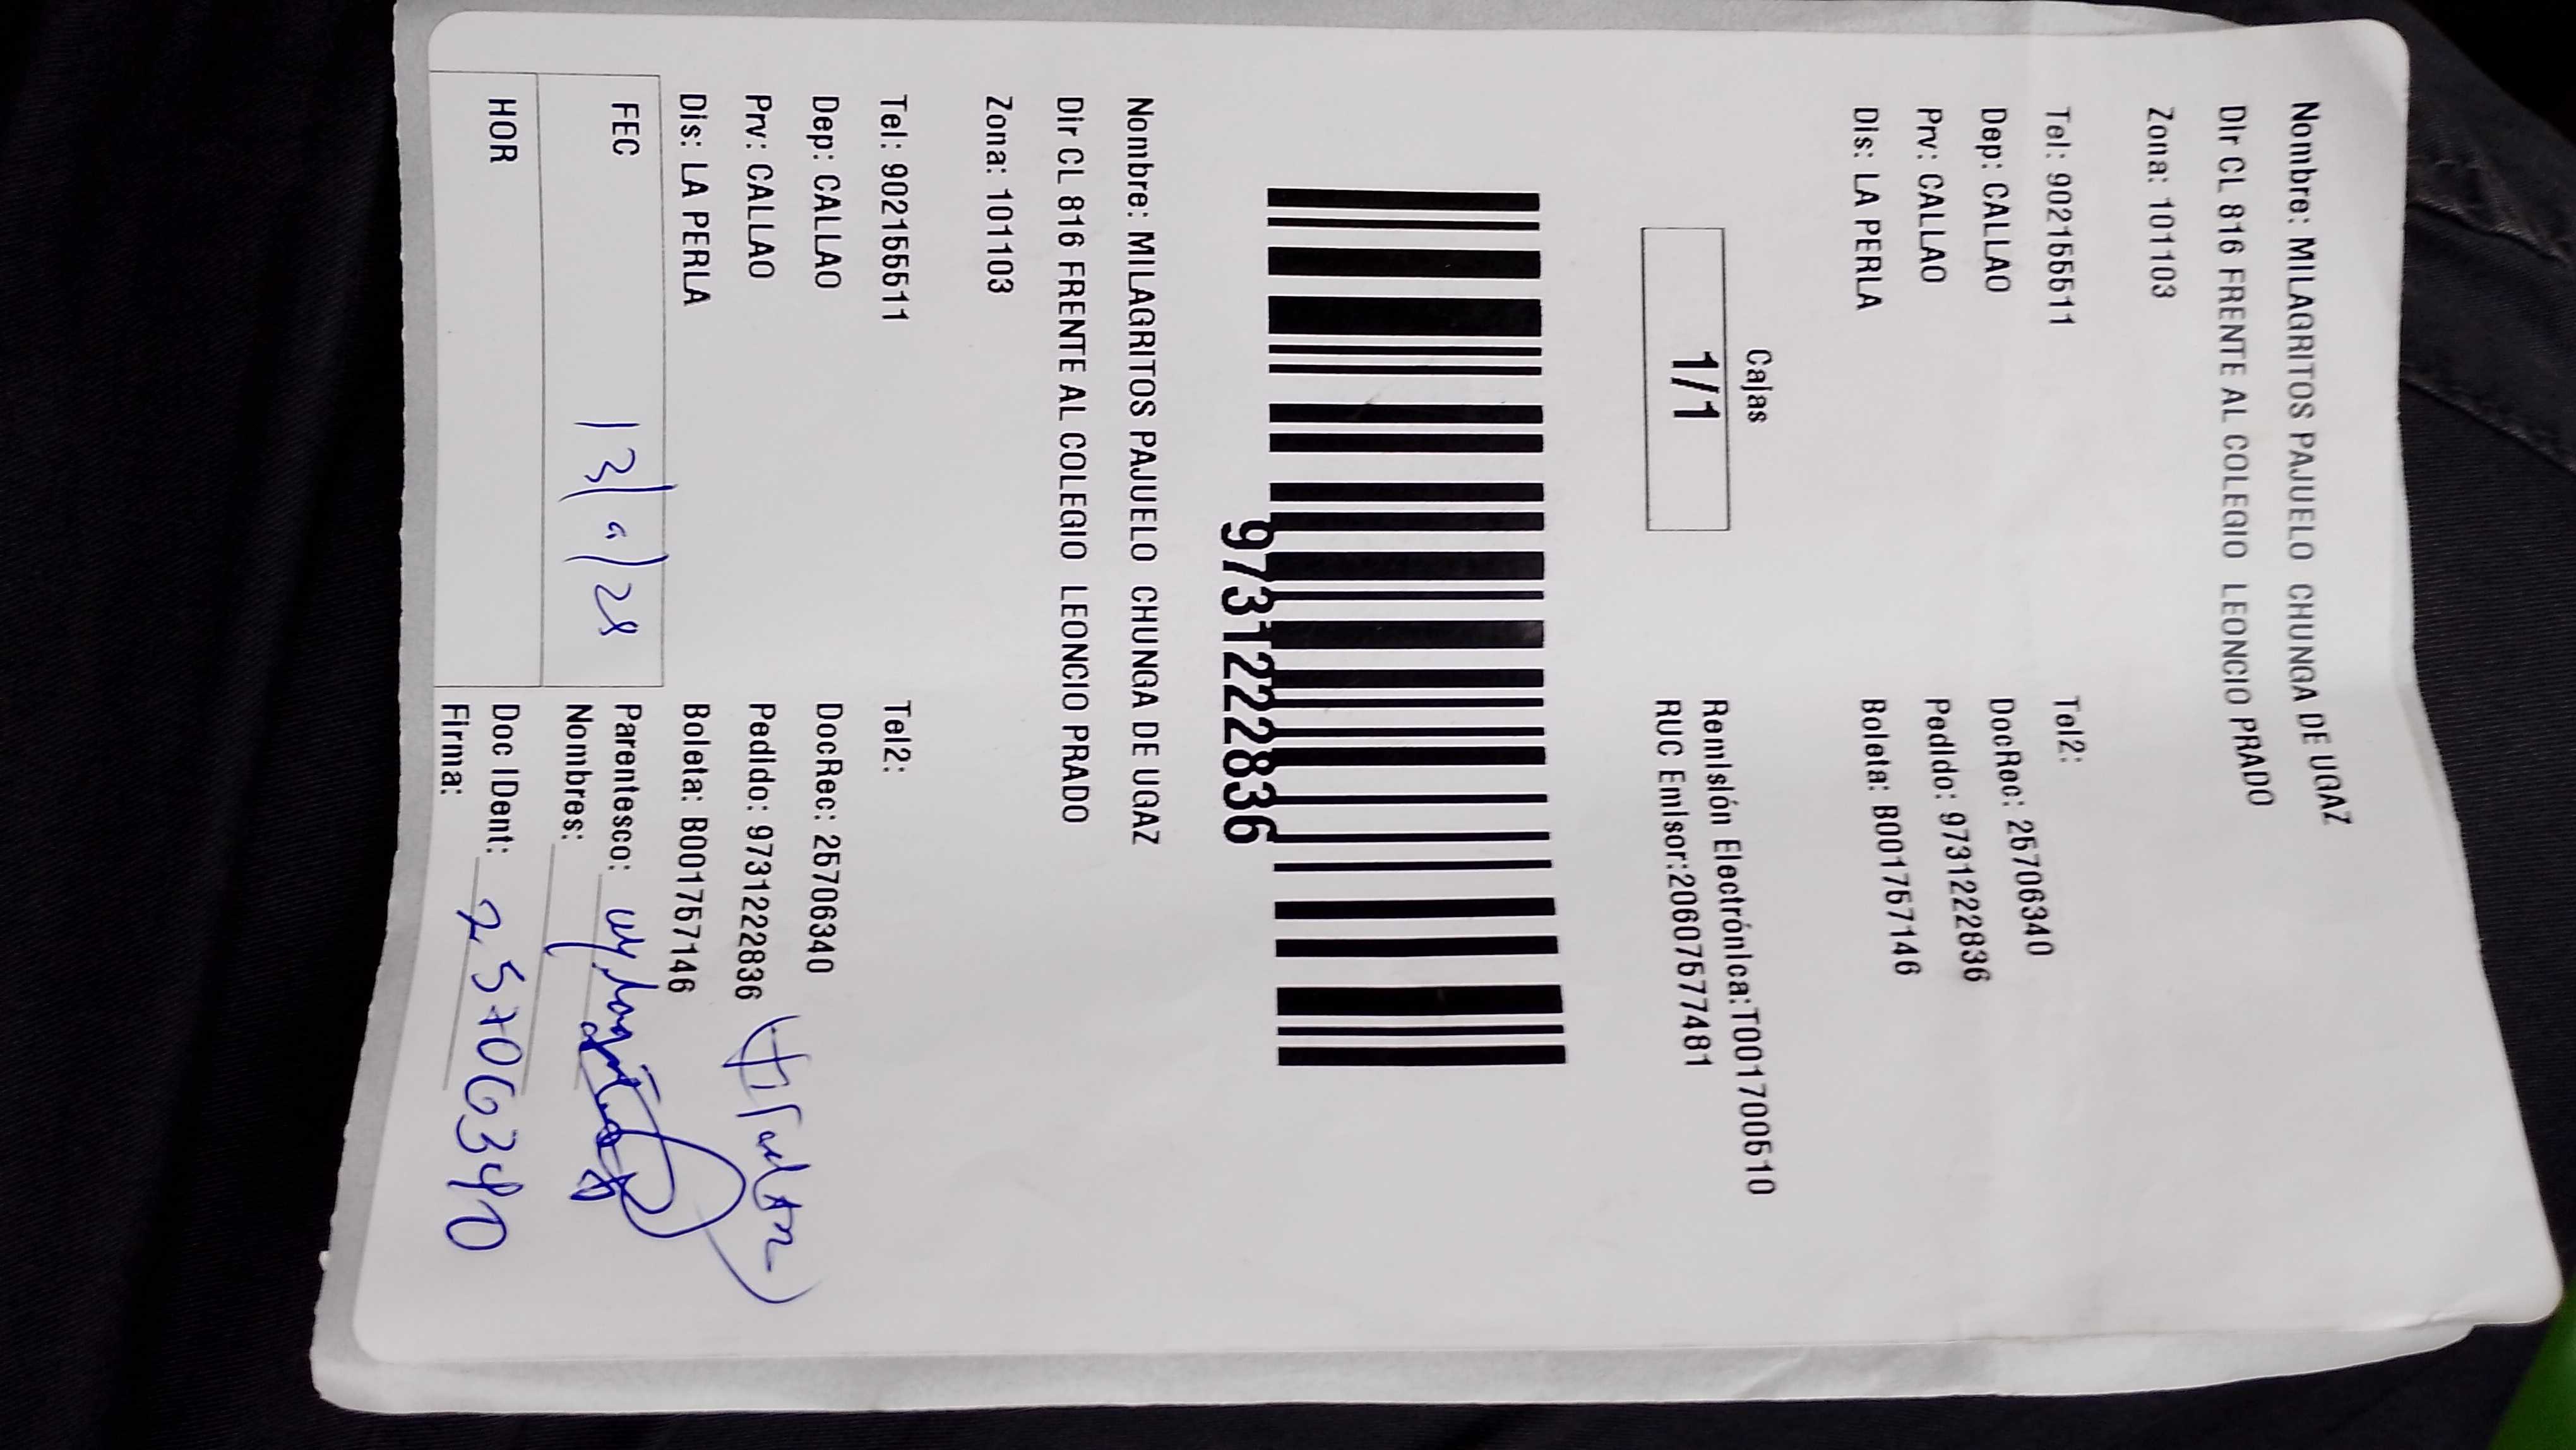 Nombre: MILAGRITOS PAJUELO CHUNGA DE UGAZ
Dir CL 816 FRENTE AL COLEGIO LEONCIO PRADO
Zona: 101103
Tel: 902155511 Tel2:
Dep: CALLAO DocRec: 25706340
Prv: CALLAO Pedido: 9731222836
Dis: LA PERLA Boleta: B001757146
Cajas
1/1
Remisión Electrónica:T001700510
RUC Emisor:20607577481
9731222836
Nombre: MILAGRITOS PAJUELO CHUNGA DE UGAZ
Dir CL 816 FRENTE AL COLEGIO LEONCIO PRADO
Zona: 101103
Tel: 902155511 Tel2:
Dep: CALLAO DocRec: 25706340
Prv: CALLAO Pedido: 9731222836
Dis: LA PERLA Boleta: B001757146
FEC Parentesco:
Nombres:
HOR Doc IDent: 25706340
Firma: